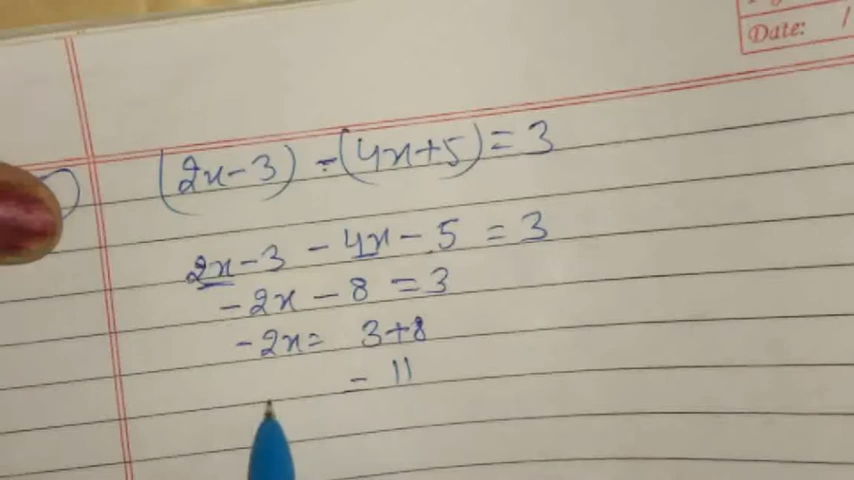 Date:
(2x-3) -(4x+5) = 3
2x-3 - 4x - 5 = 3
-2x - 8 = 3
-2x = 3+8
- 11